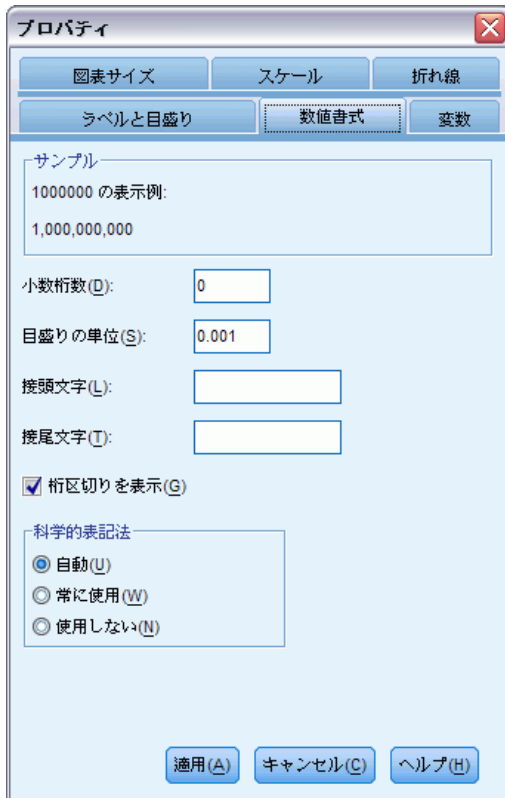 プロパティ
図表サイズ
スケール
折れ線
ラベルと目盛り
数値書式
変数
サンプル
1000000 の表示例:
1,000,000,000
小数桁数(D):
0
目盛りの単位(S):
0.001
接頭文字(L):
接尾文字(T):
桁区切りを表示(G)
科学的表記法
自動(U)
常に使用(W)
使用しない(N)
適用(A)
キャンセル(C)
ヘルプ(H)